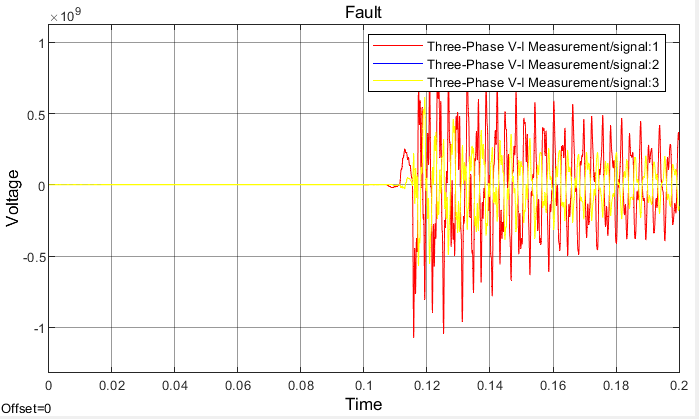 Fault
×10^9
Three-Phase V-I Measurement/signal:1
Three-Phase V-I Measurement/signal:2
Three-Phase V-I Measurement/signal:3
1
0.5
0
-0.5
-1
Voltage
0 0.02 0.04 0.06 0.08 0.1 0.12 0.14 0.16 0.18 0.2
Time
Offset=0